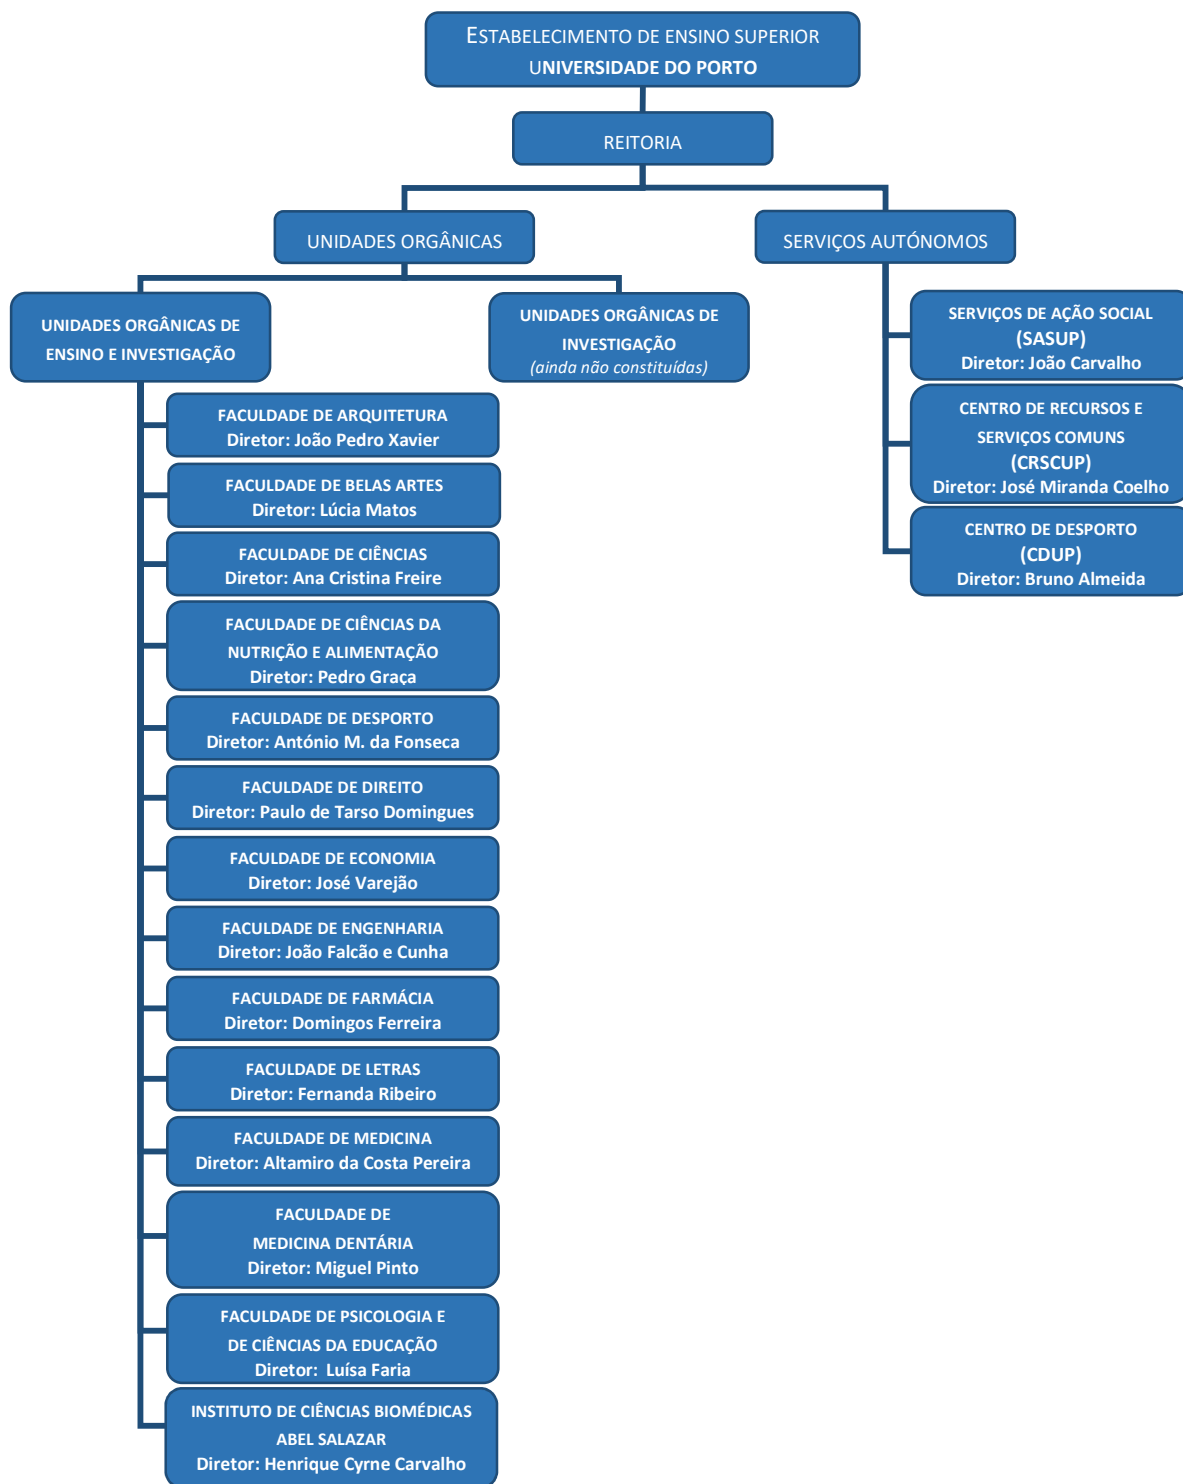 ESTABELECIMENTO DE ENSINO SUPERIOR
UNIVERSIDADE DO PORTO
REITORIA
UNIDADES ORGÂNICAS
SERVIÇOS AUTÓNOMOS
UNIDADES ORGÂNICAS DE
ENSINO E INVESTIGAÇÃO
UNIDADES ORGÂNICAS DE
INVESTIGAÇÃO
(ainda não constituídas)
SERVIÇOS DE AÇÃO SOCIAL
(SASUP)
Diretor: João Carvalho
CENTRO DE RECURSOS E
SERVIÇOS COMUNS
(CRSCUP)
Diretor: José Miranda Coelho
CENTRO DE DESPORTO
(CDUP)
Diretor: Bruno Almeida
FACULDADE DE ARQUITETURA
Diretor: João Pedro Xavier
FACULDADE DE BELAS ARTES
Diretor: Lúcia Matos
FACULDADE DE CIÊNCIAS
Diretor: Ana Cristina Freire
FACULDADE DE CIÊNCIAS DA
NUTRIÇÃO E ALIMENTAÇÃO
Diretor: Pedro Graça
FACULDADE DE DESPORTO
Diretor: António M. da Fonseca
FACULDADE DE DIREITO
Diretor: Paulo de Tarso Domingues
FACULDADE DE ECONOMIA
Diretor: José Varejão
FACULDADE DE ENGENHARIA
Diretor: João Falcão e Cunha
FACULDADE DE FARMÁCIA
Diretor: Domingos Ferreira
FACULDADE DE LETRAS
Diretor: Fernanda Ribeiro
FACULDADE DE MEDICINA
Diretor: Altamiro da Costa Pereira
FACULDADE DE
MEDICINA DENTÁRIA
Diretor: Miguel Pinto
FACULDADE DE PSICOLOGIA E
DE CIÊNCIAS DA EDUCAÇÃO
Diretor: Luísa Faria
INSTITUTO DE CIÊNCIAS BIOMÉDICAS
ABEL SALAZAR
Diretor: Henrique Cyrne Carvalho